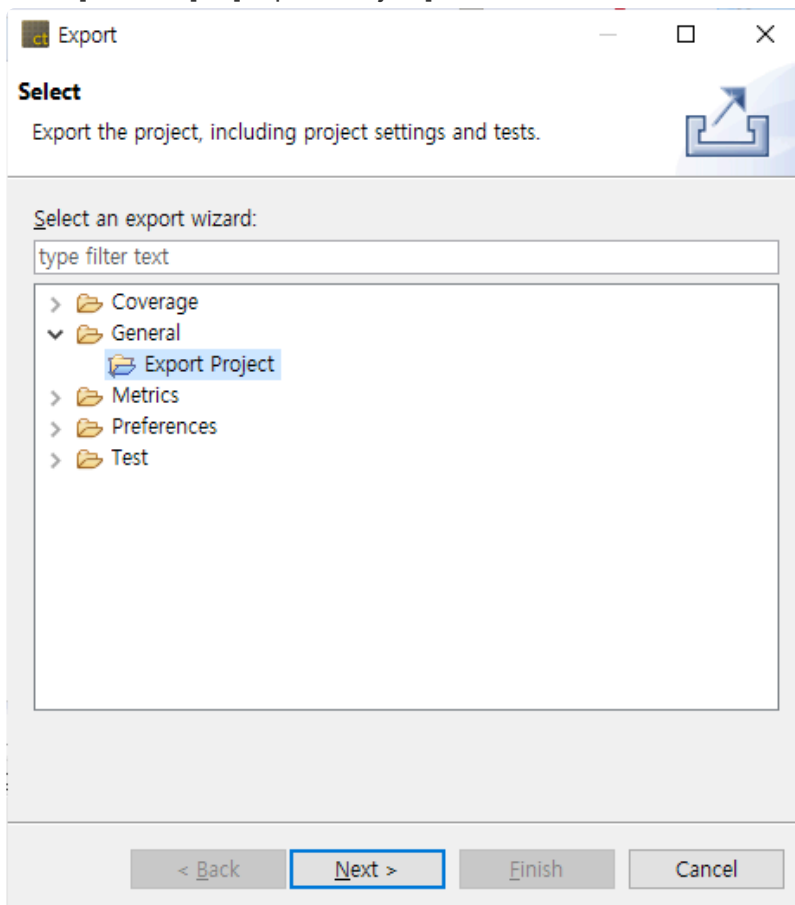 ct Export
Select
Export the project, including project settings and tests.
Select an export wizard:
type filter text
Coverage
General
Export Project
Metrics
Preferences
Test
< Back Next > Finish Cancel